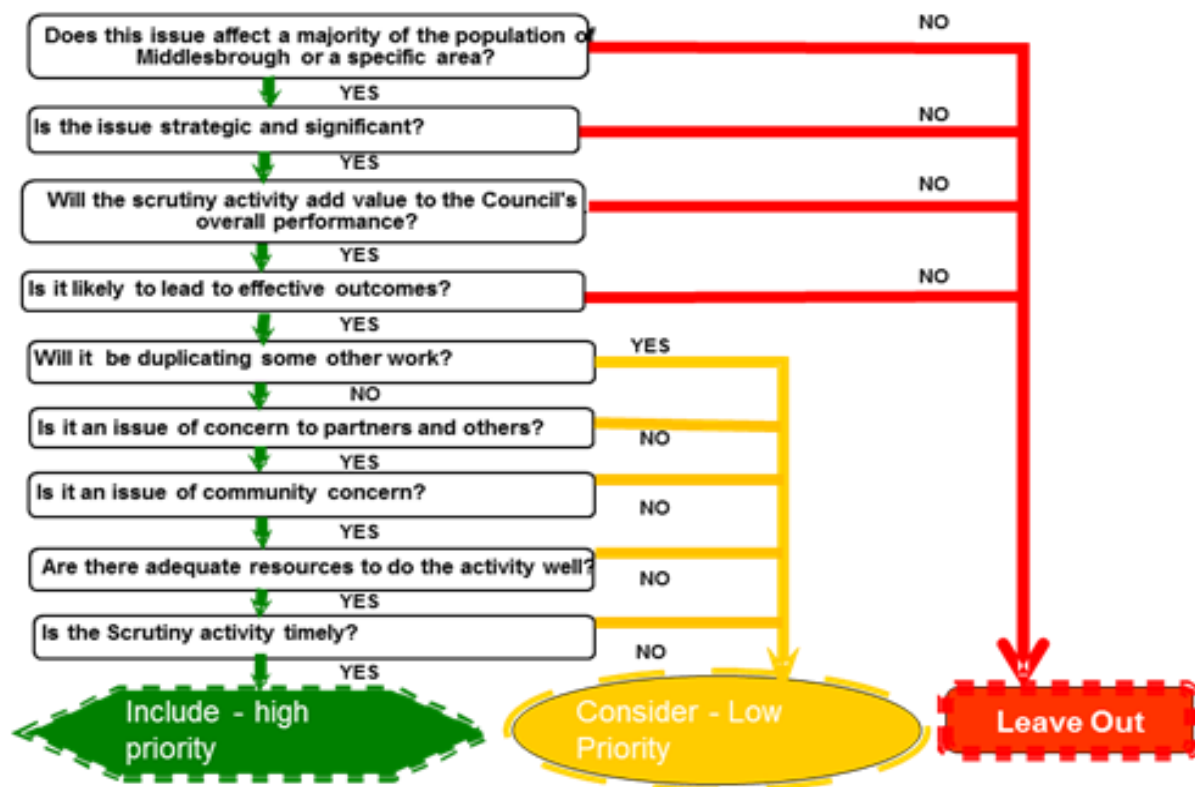 Does this issue affect a majority of the population of
Middlesbrough or a specific area?
NO
YES
Is the issue strategic and significant?
NO
YES
Will the scrutiny activity add value to the Council's
overall performance?
NO
YES
Is it likely to lead to effective outcomes?
NO
YES
Will it be duplicating some other work?
YES
NO
Is it an issue of concern to partners and others?
NO
YES
Is it an issue of community concern?
NO
YES
Are there adequate resources to do the activity well?
NO
YES
Is the Scrutiny activity timely?
NO
YES
Include - high
priority
Consider - Low
Priority
Leave Out